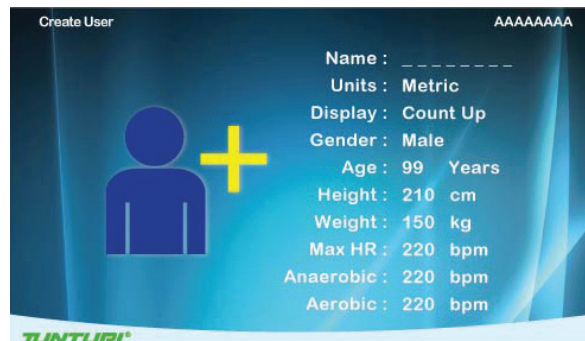 Create User AAAAAAAA
Name : _ _ _ _ _ _ _ _
Units : Metric
Display : Count Up
Gender : Male
Age : 99 Years
Height : 210 cm
Weight : 150 kg
Max HR : 220 bpm
Anaerobic : 220 bpm
Aerobic : 220 bpm
TUNTURI®